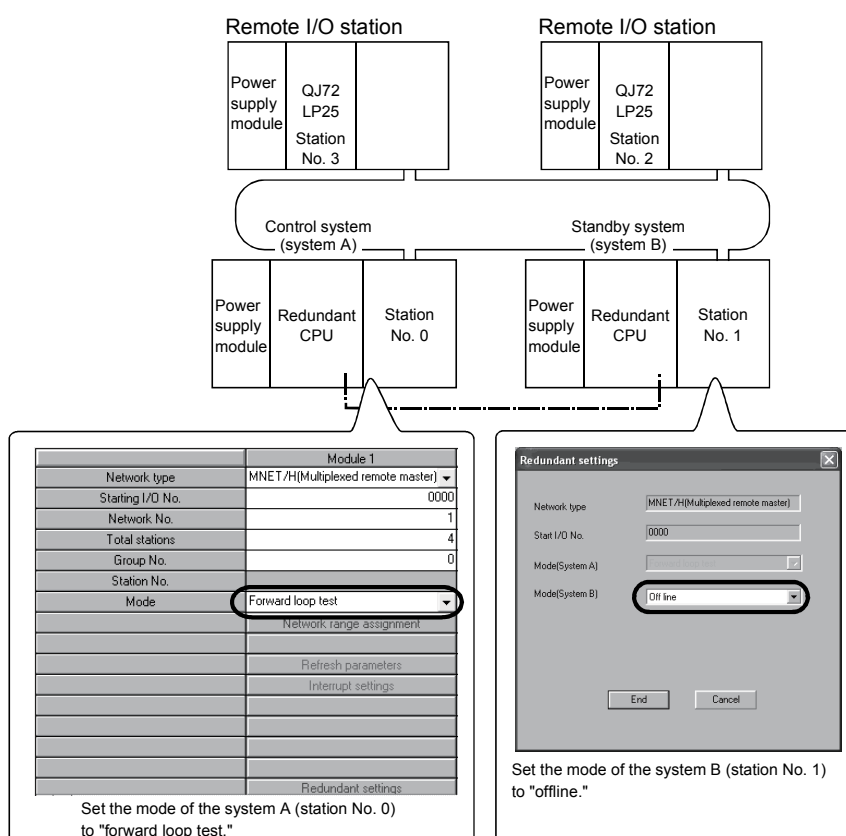 Remote I/O station
Remote I/O station
Power
supply
module
QJ72
LP25
Station
No. 3
Power
supply
module
QJ72
LP25
Station
No. 2
Control system
(system A)
Standby system
(system B)
Power
supply
module
Redundant
CPU
Station
No. 0
Power
supply
module
Redundant
CPU
Station
No. 1
Module 1
Network type MNET/H(Multiplexed remote master)
Starting I/O No. 0000
Network No. 1
Total stations 4
Group No. 0
Station No.
Mode Forward loop test
Network range assignment
Refresh parameters
Interrupt settings
Redundant settings
Set the mode of the system A (station No. 0)
to "forward loop test."
Redundant settings
Network type MNET/H(Multiplexed remote master)
Start I/O No. 0000
Mode(System A) Forward loop test
Mode(System B) Off line
End Cancel
Set the mode of the system B (station No. 1)
to "offline."